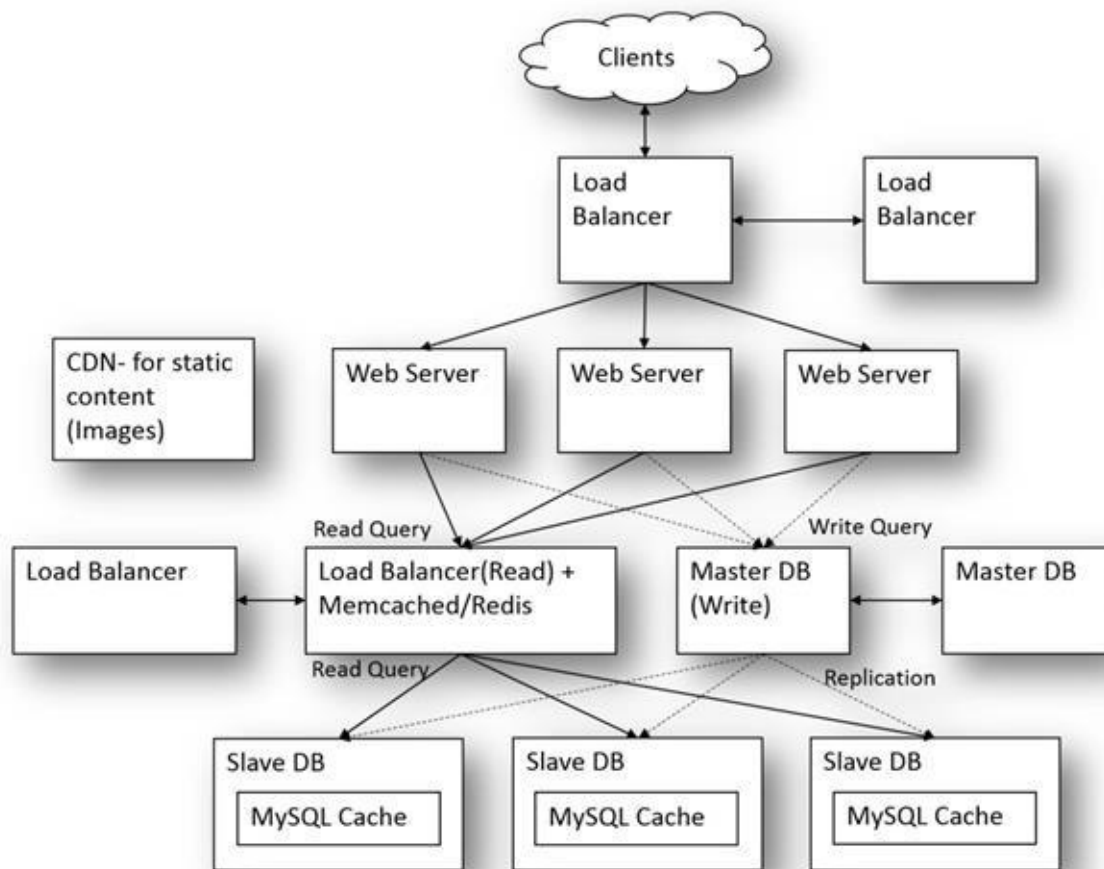 Clients
Load
Balancer
Load
Balancer
CDN- for static
content
(Images)
Web Server
Web Server
Web Server
Read Query
Write Query
Load Balancer
Load Balancer(Read) +
Memcached/Redis
Master DB
(Write)
Master DB
Read Query
Replication
Slave DB
MySQL Cache
Slave DB
MySQL Cache
Slave DB
MySQL Cache